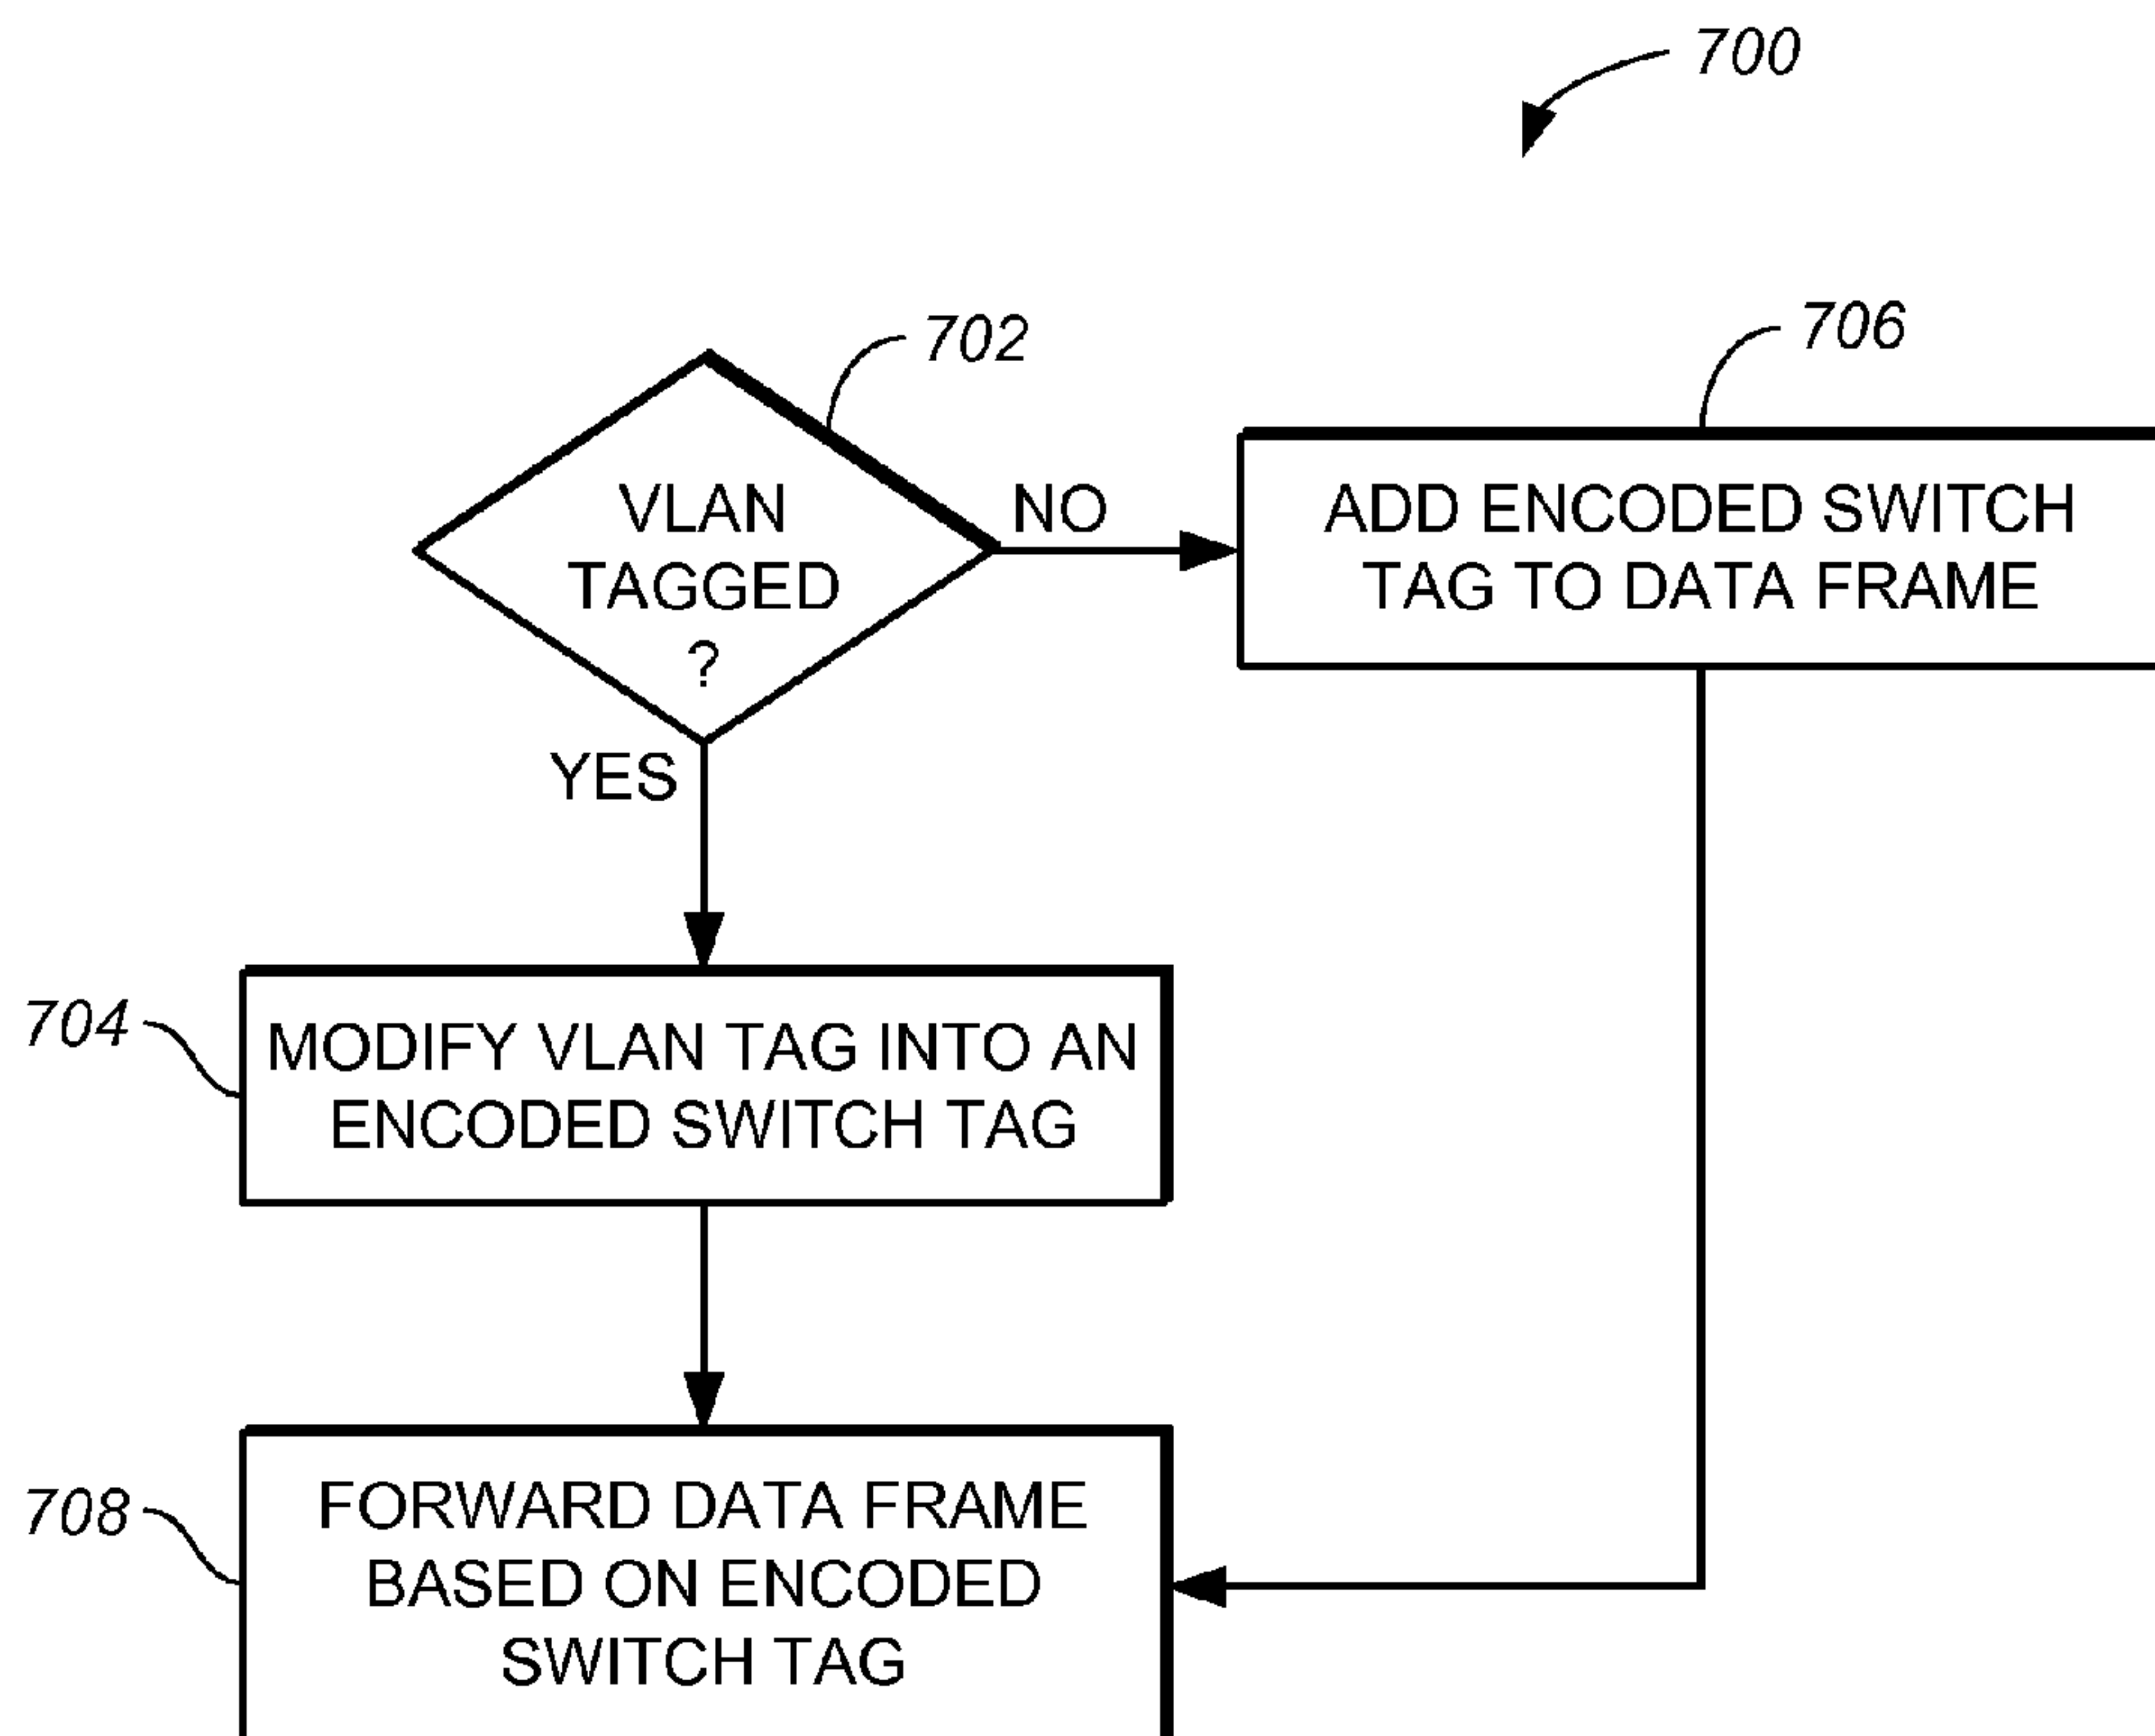 700
702
VLAN
TAGGED
?
NO
706
ADD ENCODED SWITCH
TAG TO DATA FRAME
YES
704
MODIFY VLAN TAG INTO AN
ENCODED SWITCH TAG
708
FORWARD DATA FRAME
BASED ON ENCODED
SWITCH TAG